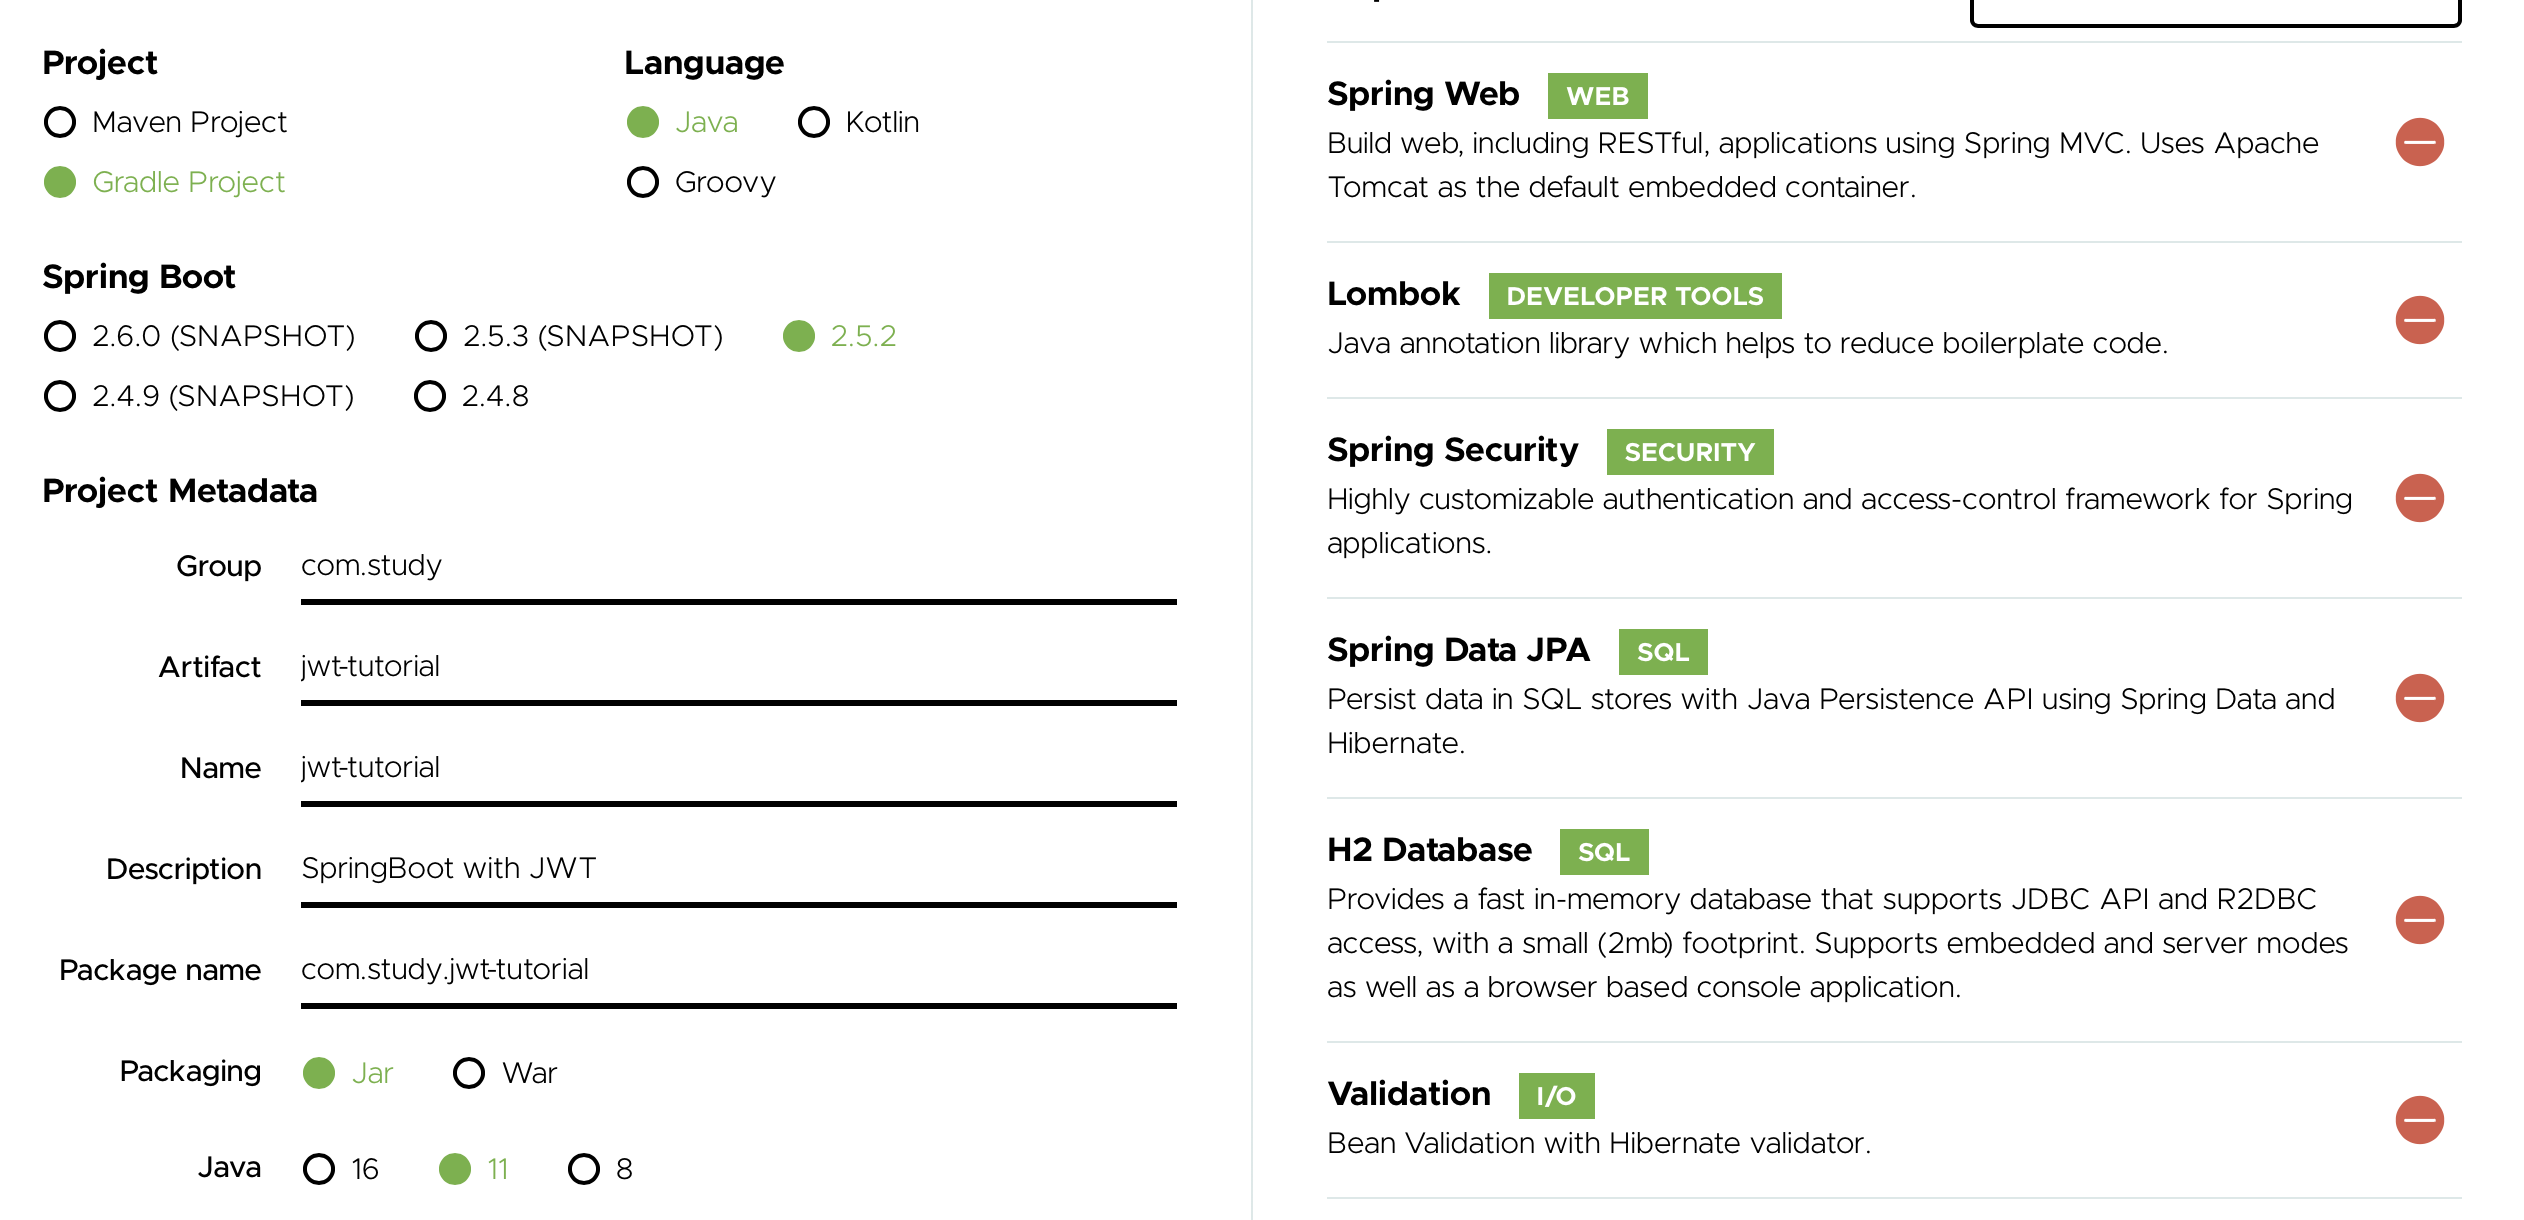 Project
Maven Project
Gradle Project
Language
Java Kotlin
Groovy
Spring Boot
2.6.0 (SNAPSHOT) 2.5.3 (SNAPSHOT) 2.5.2
2.4.9 (SNAPSHOT) 2.4.8
Project Metadata
Group com.study
Artifact jwt-tutorial
Name jwt-tutorial
Description SpringBoot with JWT
Package name com.study.jwt-tutorial
Packaging Jar War
Java 16 11 8
Spring Web WEB
Build web, including RESTful, applications using Spring MVC. Uses Apache
Tomcat as the default embedded container.
Lombok DEVELOPER TOOLS
Java annotation library which helps to reduce boilerplate code.
Spring Security SECURITY
Highly customizable authentication and access-control framework for Spring
applications.
Spring Data JPA SQL
Persist data in SQL stores with Java Persistence API using Spring Data and
Hibernate.
H2 Database SQL
Provides a fast in-memory database that supports JDBC API and R2DBC
access, with a small (2mb) footprint. Supports embedded and server modes
as well as a browser based console application.
Validation I/O
Bean Validation with Hibernate validator.